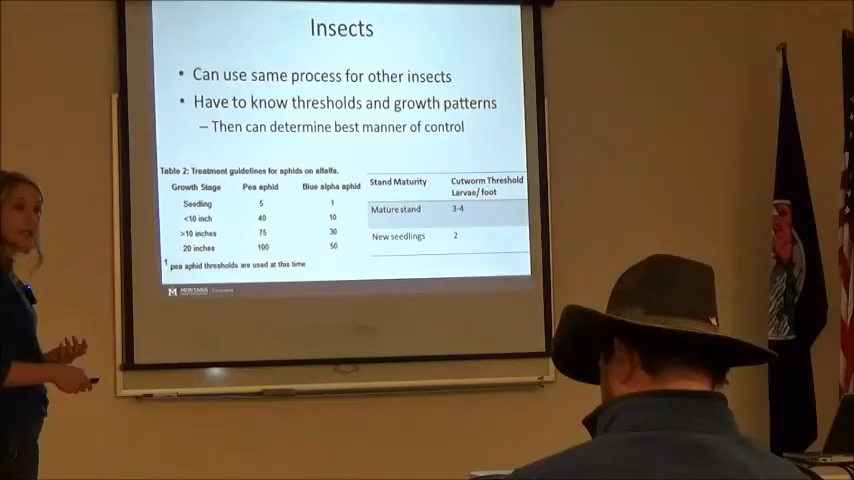 Insects
• Can use same process for other insects
• Have to know thresholds and growth patterns
– Then can determine best manner of control
Table 2: Treatment guidelines for aphids on alfalfa.
Growth Stage Pea aphid Blue alpha aphid
Seedling 5 1
<10 inch 40 10
>10 inches 75 30
20 inches 100 50
1 pea aphid thresholds are used at this time
Stand Maturity Cutworm Threshold
Larvae/ foot
Mature stand 3-4
New seedlings 2
M MONTANA